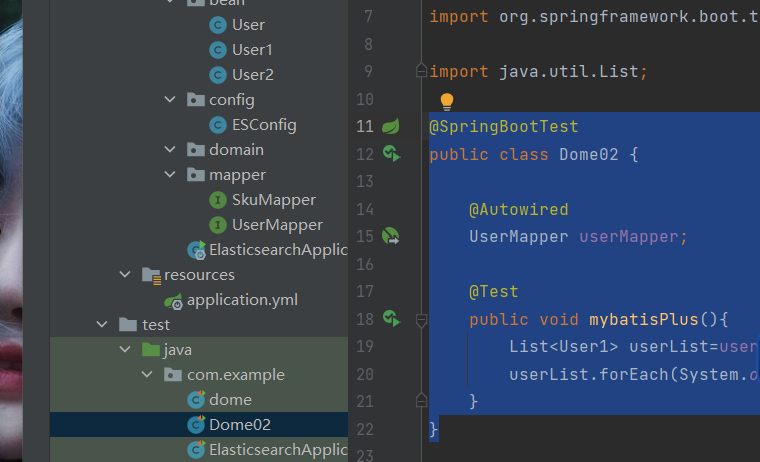 bean
User
User1
User2
config
ESConfig
domain
mapper
SkuMapper
UserMapper
ElasticsearchApplic
resources
application.yml
test
java
com.example
dome
Dome02
ElasticsearchApplic
7 import org.springframework.boot.t
8
9 import java.util.List;
10
11 @SpringBootTest
12 public class Dome02 {
13
14 @Autowired
15 UserMapper userMapper;
16
17 @Test
18 public void mybatisPlus(){
19 List<User1> userList=user
20 userList.forEach(System.o
21 }
22 }
23